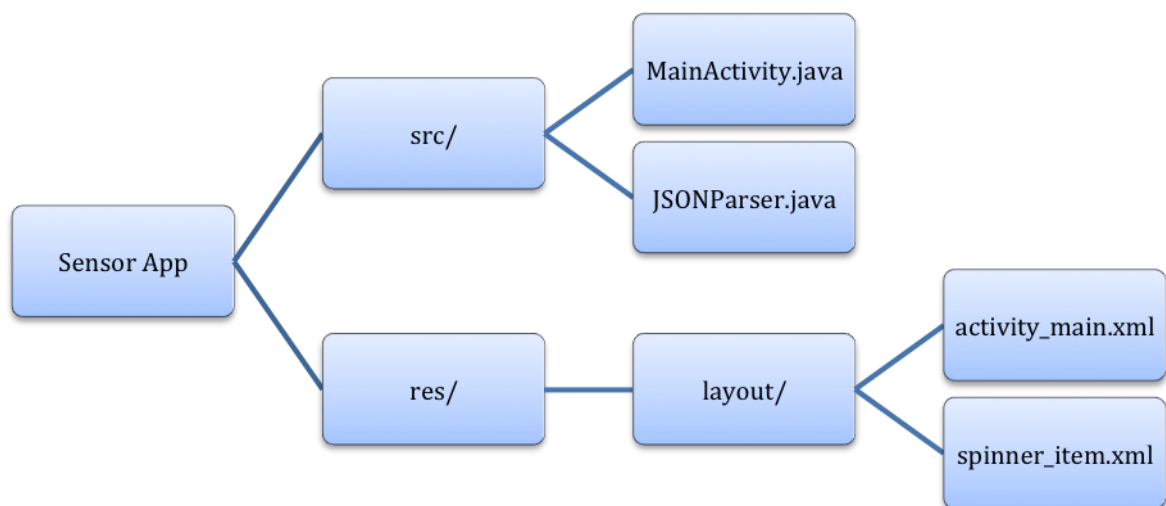 MainActivity.java
src/
JSONParser.java
Sensor App
activity_main.xml
res/
layout/
spinner_item.xml